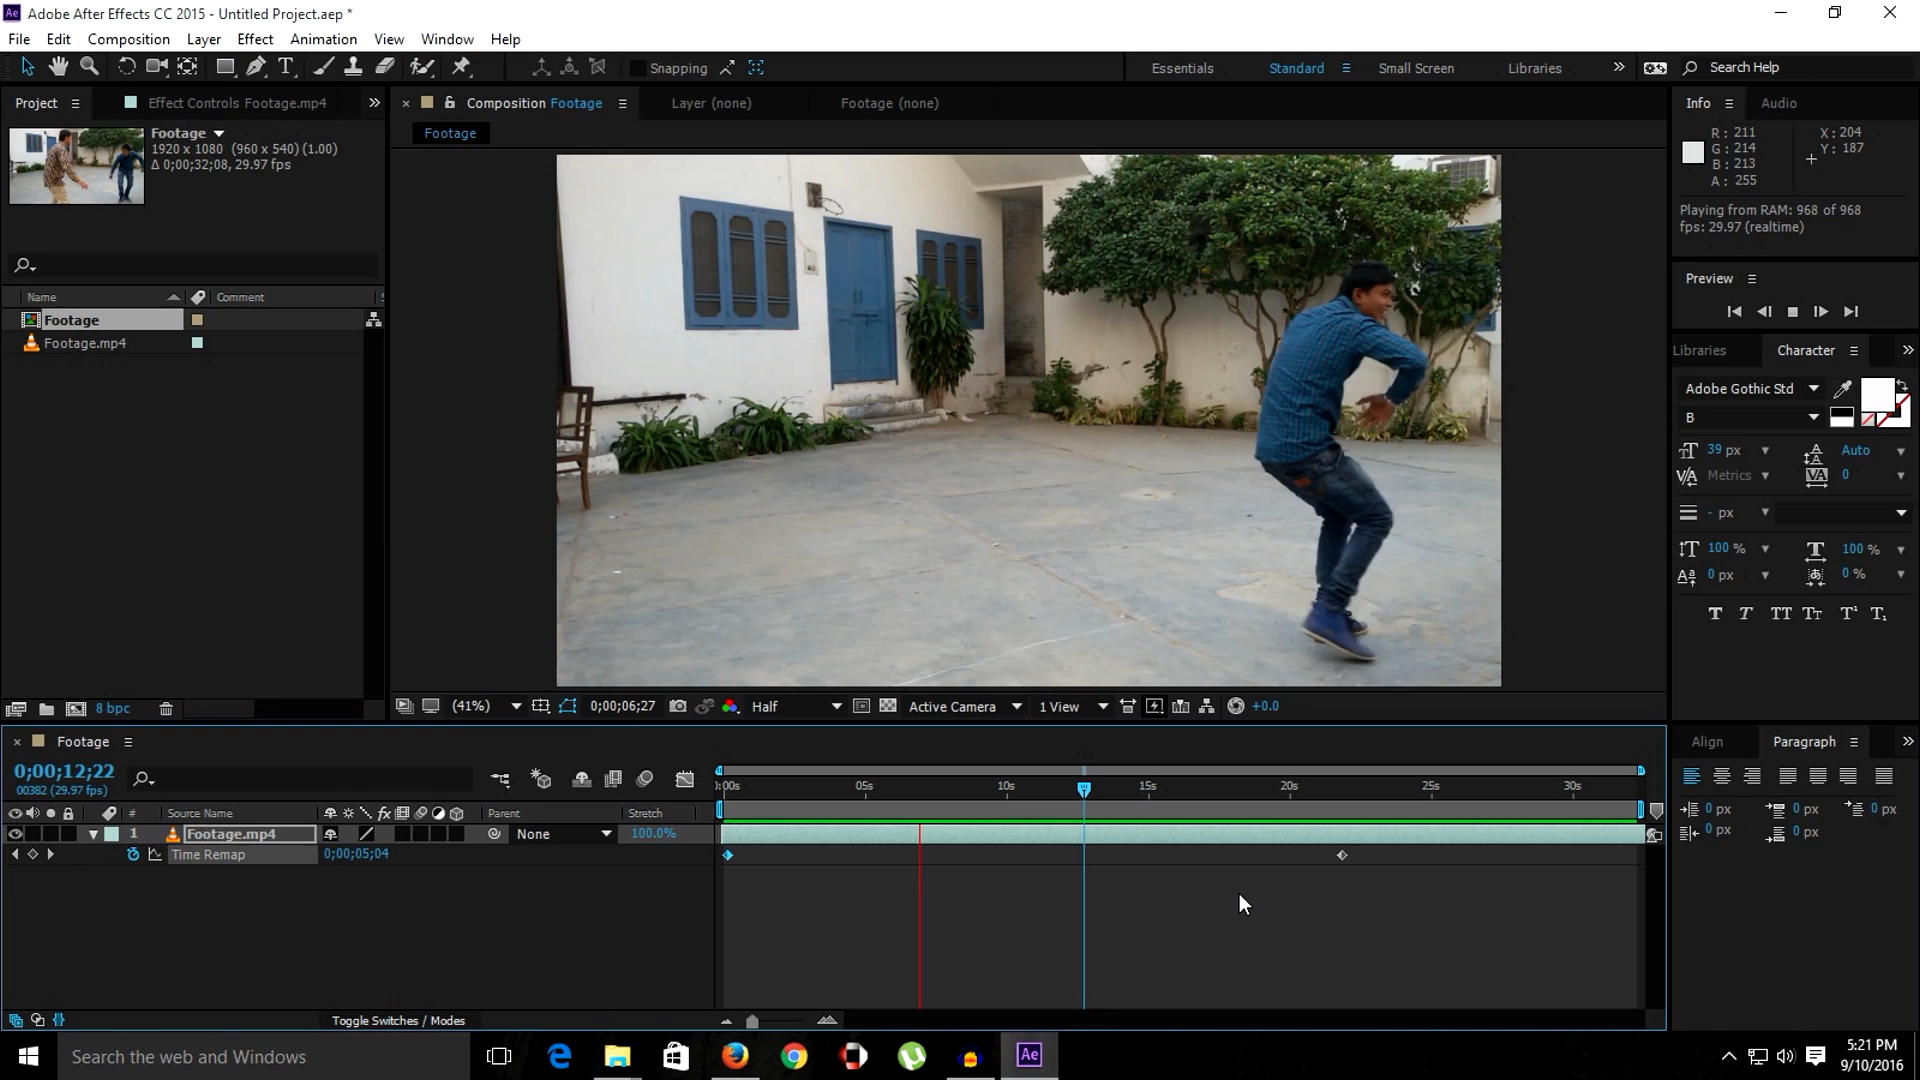 Ae Adobe After Effects CC 2015 - Untitled Project.aep *
File Edit Composition Layer Effect Animation View Window Help
Snapping Essentials Standard Small Screen Libraries Search Help
Project Effect Controls Footage.mp4
Composition Footage Layer (none) Footage (none)
Footage
Footage
1920 x 1080 (960 x 540) (1.00)
Δ 0;00;32;08, 29.97 fps
Name Comment
Footage
Footage.mp4
8 bpc
(41%) 0;00;06;27 Half Active Camera 1 View +0.0
Info Audio
R : 211 X : 204
G : 214 Y : 187
B : 213
A : 255
Playing from RAM: 968 of 968
fps: 29.97 (realtime)
Preview
Libraries Character
Adobe Gothic Std
B
39 px Auto
Metrics 0
- px
100 % 100 %
0 px 0 %
T T TT Tт T¹ T₁
Footage
0;00;12;22
00382 (29.97 fps)
:00s 05s 10s 15s 20s 25s 30s
# Source Name fx Parent Stretch
1 Footage.mp4 None 100.0%
Time Remap 0;00;05;04
Toggle Switches / Modes
Align Paragraph
0 px 0 px 0 px
0 px 0 px
Search the web and Windows
Ae
5:21 PM
9/10/2016